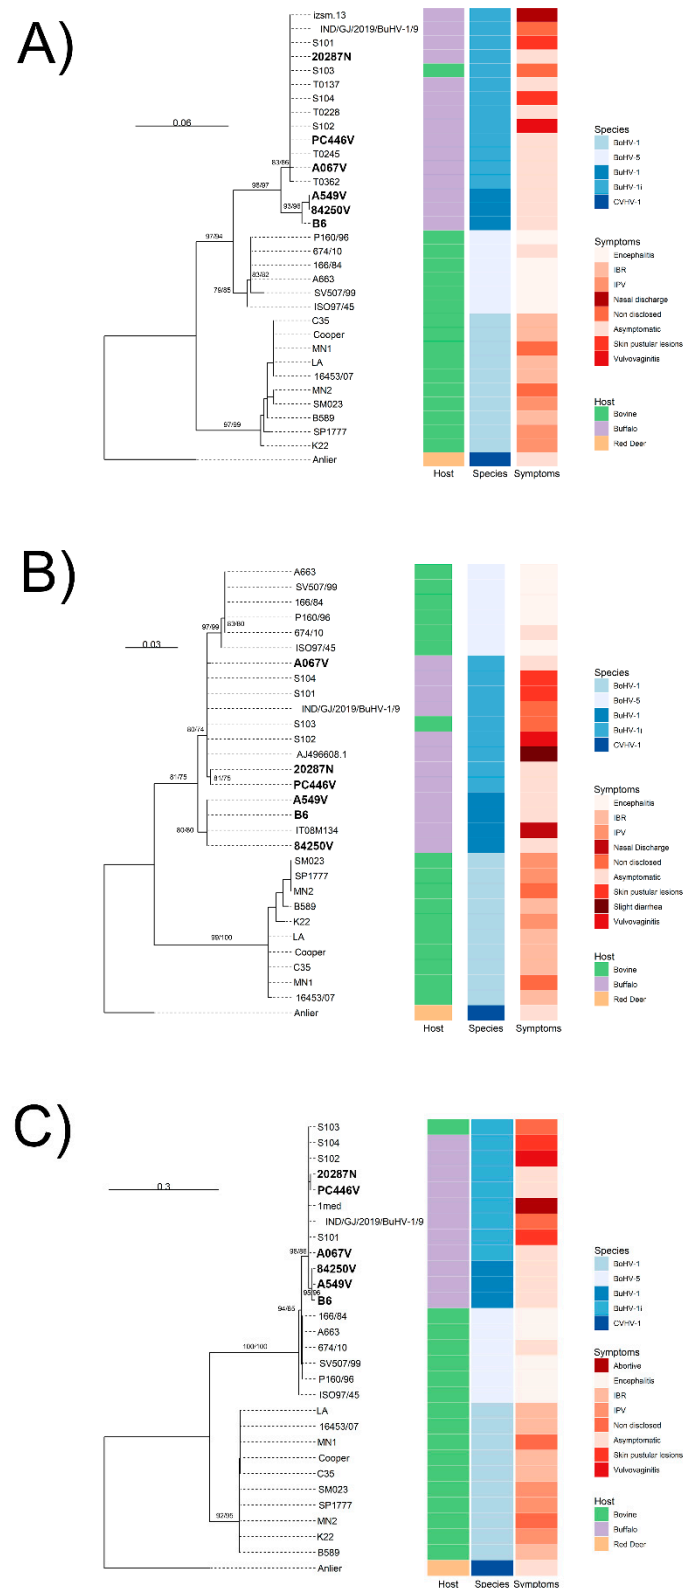 A)
izsm.13
IND/GJ/2019/BuHV-1/9
S101
20287N
S103
T0137
S104
T0228
S102
PC446V
T0245
A067V
T0362
A549V
84250V
B6
P160/96
674/10
166/84
A663
SV507/99
ISO97/45
C35
Cooper
MN1
LA
16453/07
MN2
SM023
B589
SP1777
K22
Anlier
0.06
83/86
98/97
93/98
97/94
83/82
79/85
97/99
Host
Species
Symptoms
Species
BuHV-1
BuHV-5
BuHV-1
BuHV-1i
CVHV-1
Symptoms
Encephalitis
IBR
IPV
Nasal discharge
Non disclosed
Asymptomatic
Skin pustular lesions
Vulvovaginitis
Host
Bovine
Buffalo
Red Deer
B)
A663
SV507/99
166/84
P160/96
674/10
ISO97/45
A067V
S104
S101
IND/GJ/2019/BuHV-1/9
S103
S102
AJ496608.1
20287N
PC446V
A549V
B6
IT08M134
84250V
SM023
SP1777
MN2
B589
K22
LA
Cooper
C35
MN1
16453/07
Anlier
0.03
97/99
83/80
80/74
81/75
81/75
80/80
99/100
Host
Species
Symptoms
Species
BoHV-1
BoHV-5
BuHV-1
BuHV-1i
CVHV-1
Symptoms
Encephalitis
IBR
IPV
Nasal Discharge
Non disclosed
Asymptomatic
Skin pustular lesions
Slight diarrhea
Vulvovaginitis
Host
Bovine
Buffalo
Red Deer
C)
S103
S104
S102
20287N
PC446V
1med
IND/GJ/2019/BuHV-1/9
S101
A067V
84250V
A549V
B6
166/84
A663
674/10
SV507/99
P160/96
ISO97/45
LA
16453/07
MN1
Cooper
C35
SM023
SP1777
MN2
K22
B589
Anlier
0.3
98/88
95/96
94/85
100/100
92/95
Host
Species
Symptoms
Species
BoHV-1
BoHV-5
BuHV-1
BuHV-1i
CVHV-1
Symptoms
Abortive
Encephalitis
IBR
IPV
Non disclosed
Asymptomatic
Skin pustular lesions
Vulvovaginitis
Host
Bovine
Buffalo
Red Deer